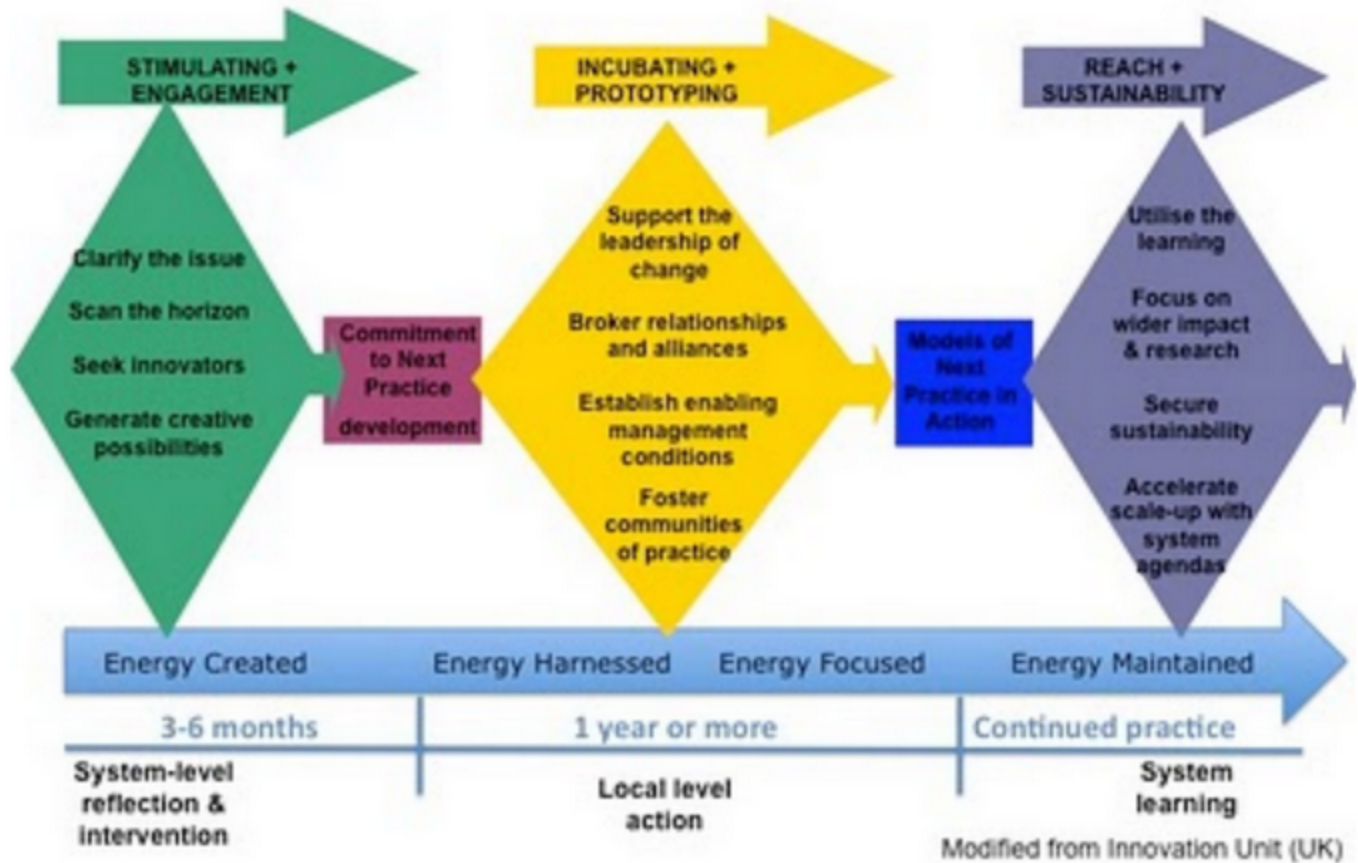 STIMULATING +
ENGAGEMENT
INCUBATING +
PROTOTYPING
REACH +
SUSTAINABILITY
Clarify the issue
Scan the horizon
Seek innovators
Generate creative
possibilities
Commitment
to Next
Practice
development
Support the
leadership of
change
Broker relationships
and alliances
Establish enabling
management
conditions
Foster
communities
of practice
Models of
Next
Practice in
Action
Utilise the
learning
Focus on
wider impact
& research
Secure
sustainability
Accelerate
scale-up with
system
agendas
Energy Created
Energy Harnessed
Energy Focused
Energy Maintained
3-6 months
1 year or more
Continued practice
System-level
reflection &
intervention
Local level
action
System
learning
Modified from Innovation Unit (UK)